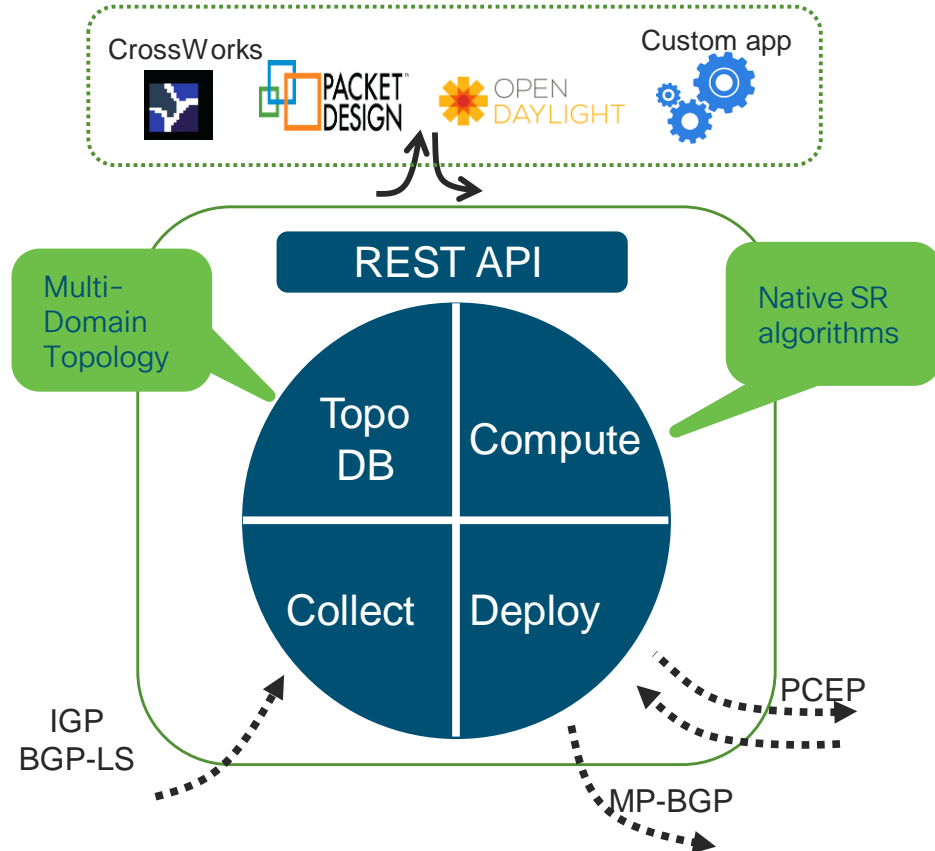 CrossWorks
PACKET™
DESIGN
OPEN
DAYLIGHT
Custom app
REST API
Multi-
Domain
Topology
Native SR
algorithms
Topo
DB
Compute
Collect
Deploy
IGP
BGP-LS
PCEP
MP-BGP